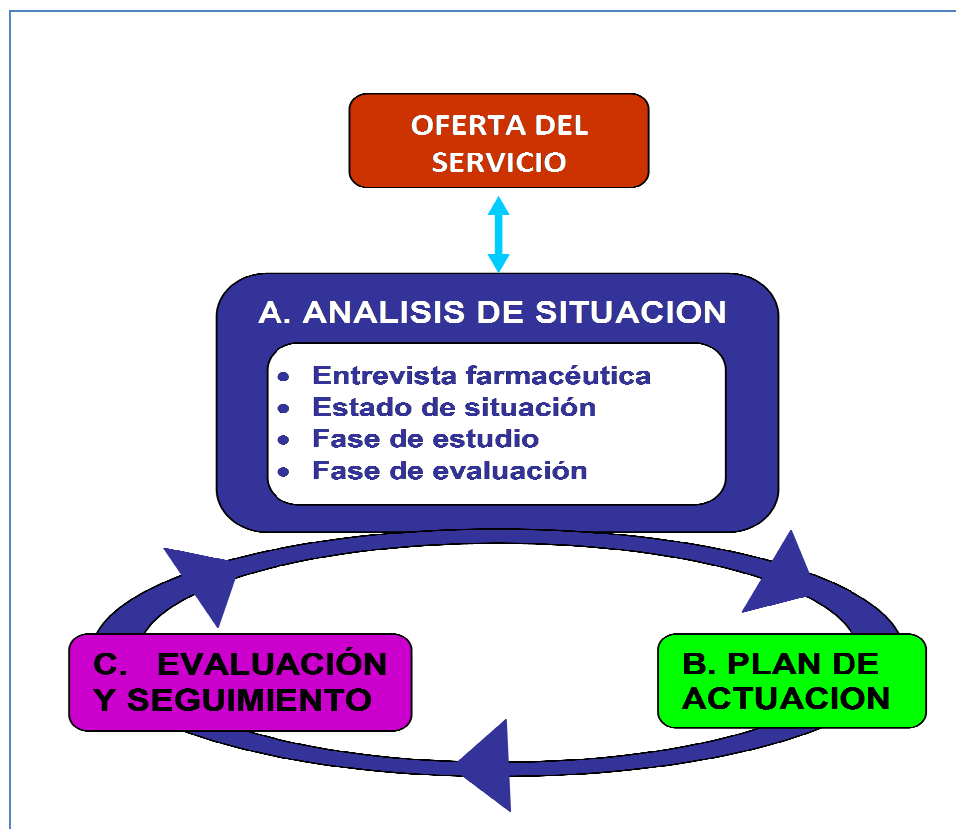 OFERTA DEL
SERVICIO
A. ANALISIS DE SITUACION
• Entrevista farmacéutica
• Estado de situación
• Fase de estudio
• Fase de evaluación
C. EVALUACIÓN
Y SEGUIMIENTO
B. PLAN DE
ACTUACION